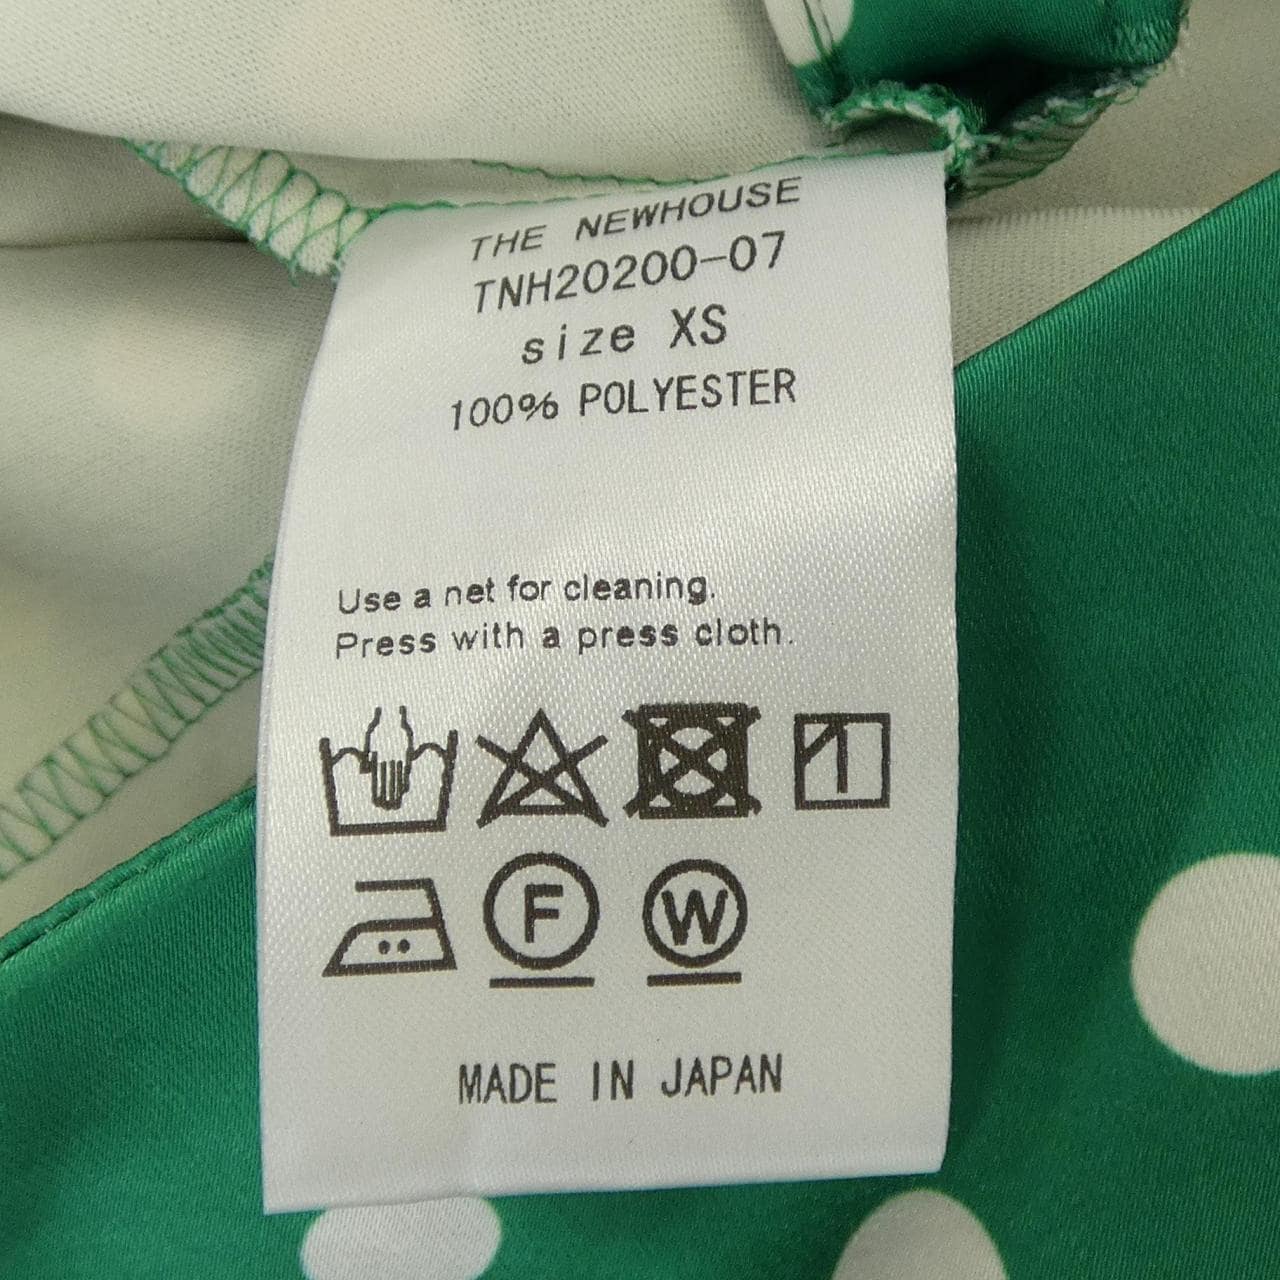 THE NEWHOUSE
TNH20200-07
size XS
100% POLYESTER
Use a net for cleaning.
Press with a press cloth.
F W
MADE IN JAPAN